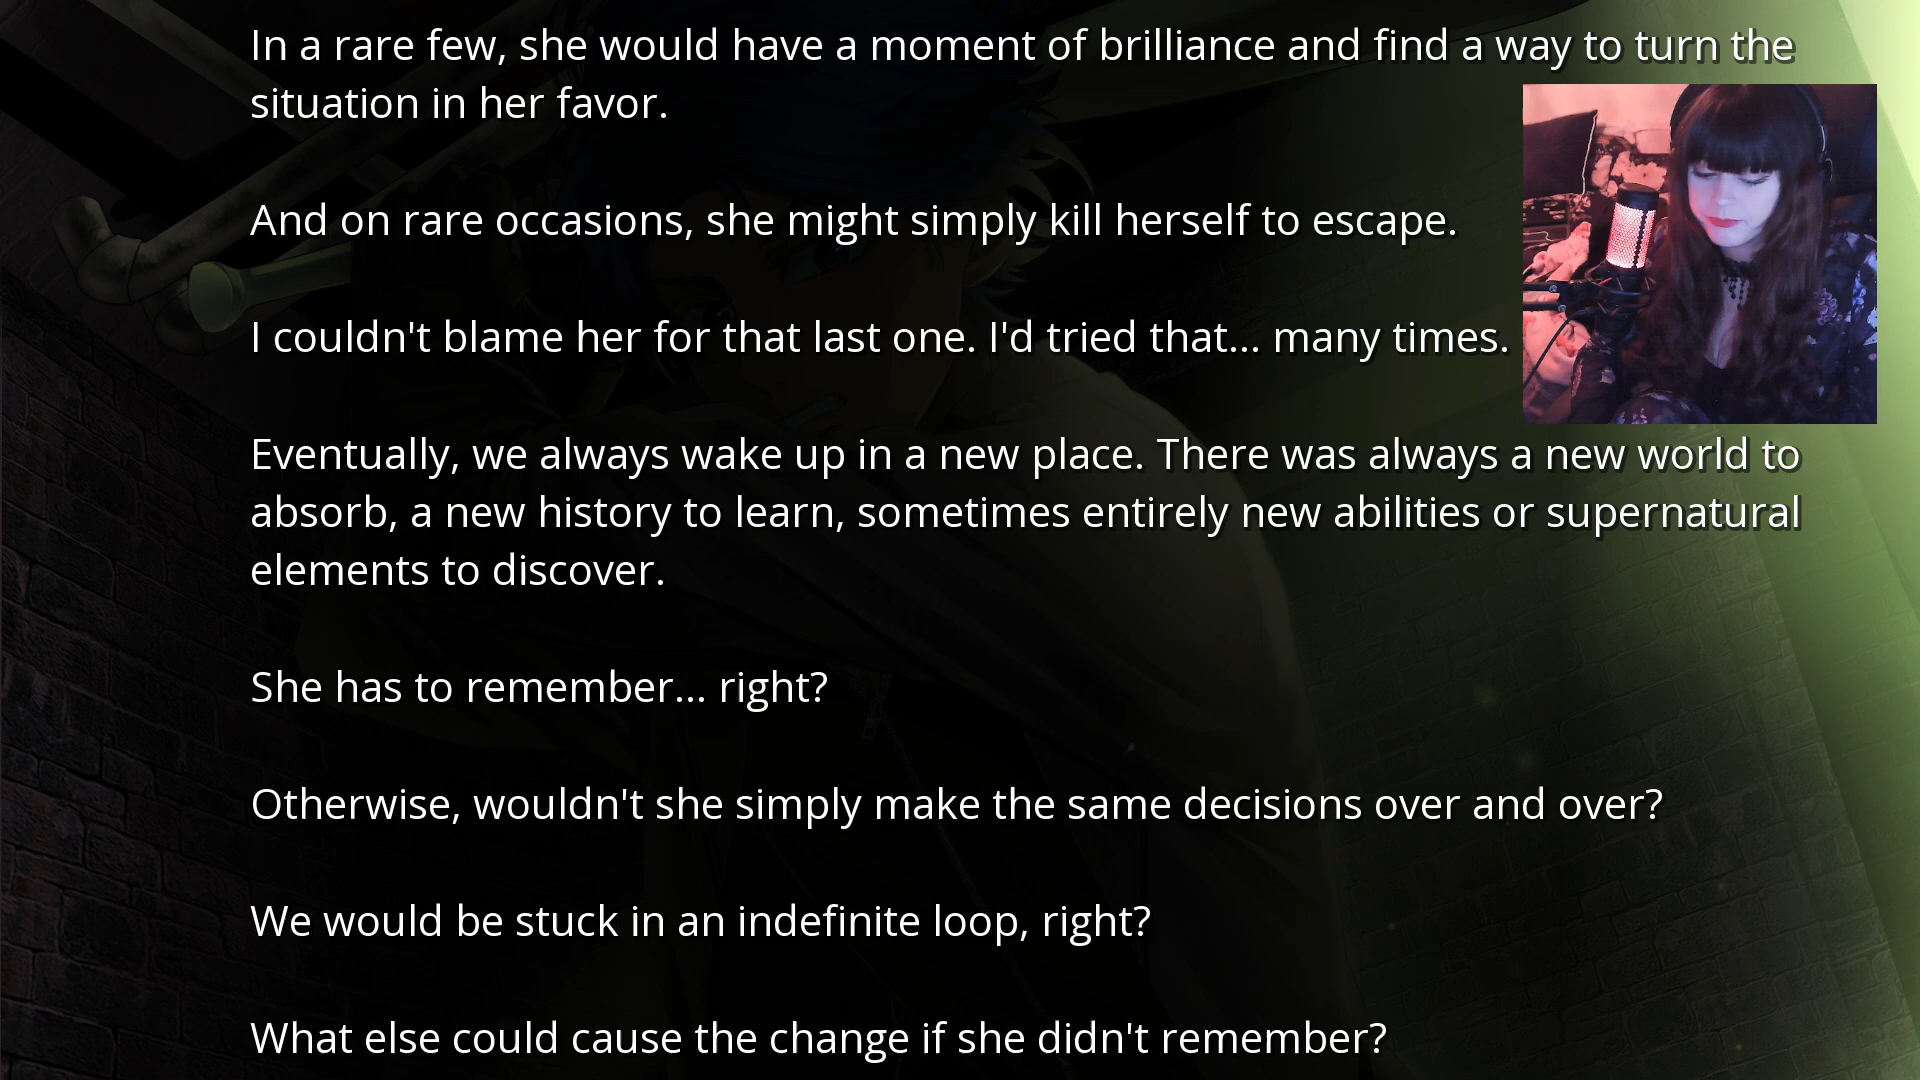 In a rare few, she would have a moment of brilliance and find a way to turn the
situation in her favor.
And on rare occasions, she might simply kill herself to escape.
I couldn't blame her for that last one. I'd tried that... many times.
Eventually, we always wake up in a new place. There was always a new world to
absorb, a new history to learn, sometimes entirely new abilities or supernatural
elements to discover.
She has to remember... right?
Otherwise, wouldn't she simply make the same decisions over and over?
We would be stuck in an indefinite loop, right?
What else could cause the change if she didn't remember?